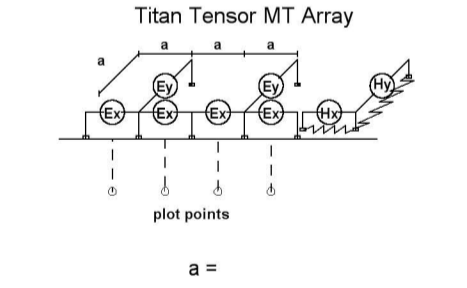 Titan Tensor MT Array
a a a
a
Ey Ey Hy
Ex Ex Ex Ex Hx
plot points
a =